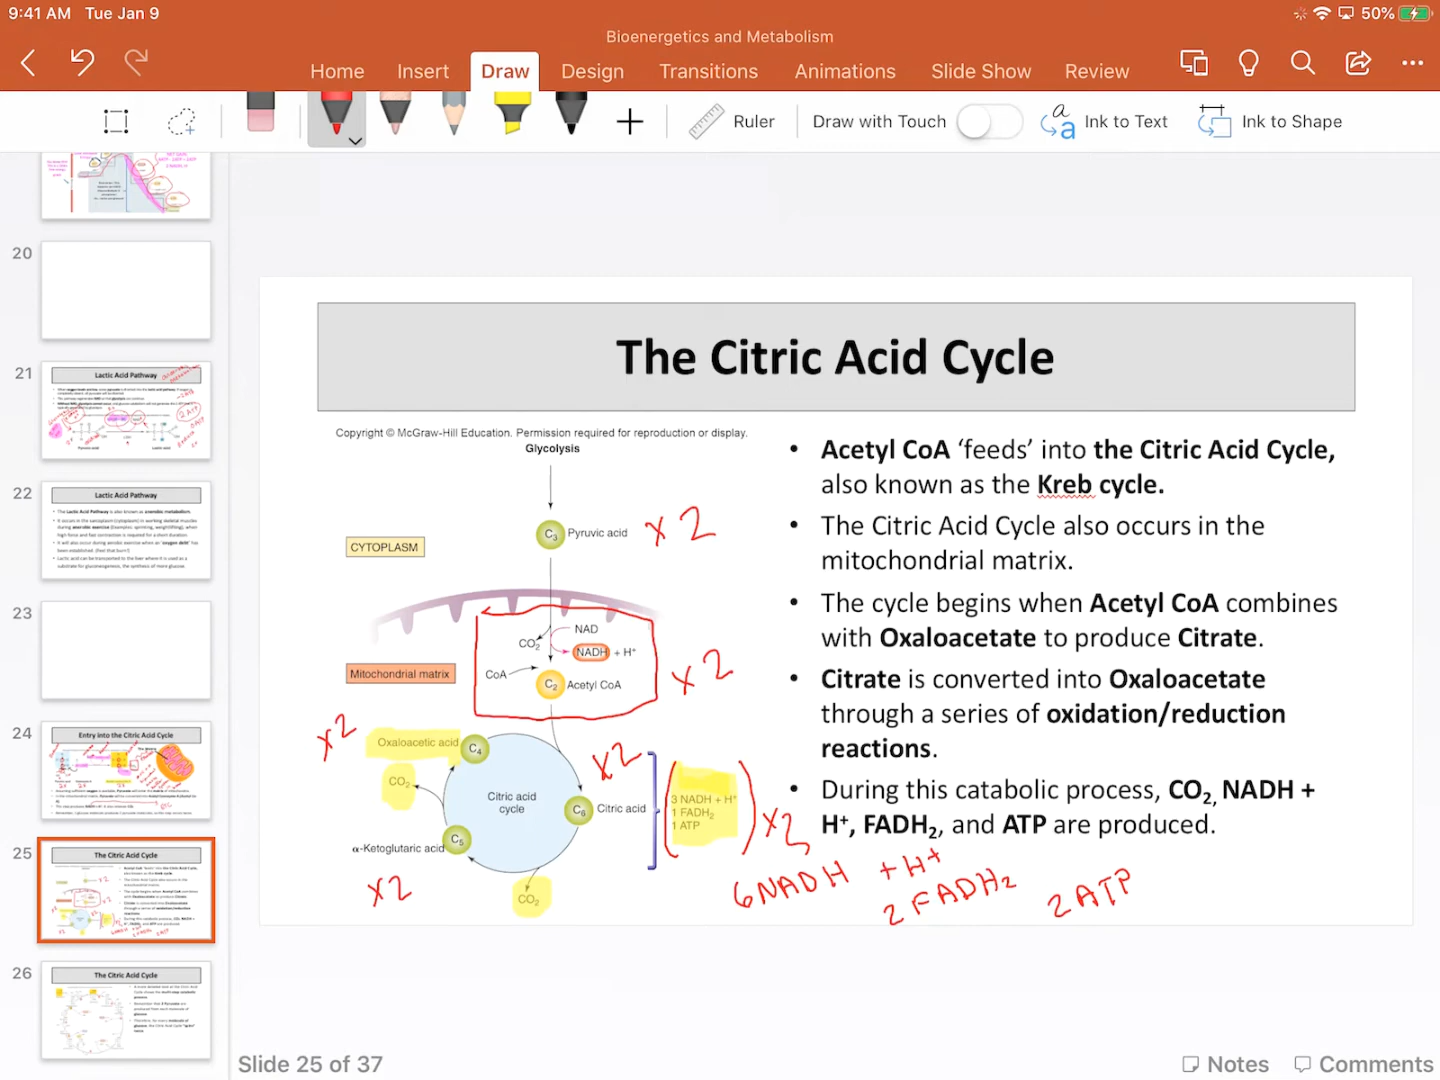 9:41 AM Tue Jan 9
50%
Bioenergetics and Metabolism
Home Insert Draw Design Transitions Animations Slide Show Review
Ruler Draw with Touch Ink to Text Ink to Shape
20
21
Lactic Acid Pathway
22
Lactic Acid Pathway
23
24
Entry into the Citric Acid Cycle
25
The Citric Acid Cycle
26
The Citric Acid Cycle
The Citric Acid Cycle
Copyright © McGraw-Hill Education. Permission required for reproduction or display.
Glycolysis
C3 Pyruvic acid x2
CYTOPLASM
CO2 NAD
NADH + H+
Mitochondrial matrix
CoA
C2 Acetyl CoA
x2
x2
Oxaloacetic acid C4
x2
CO2
Citric acid
cycle
C6 Citric acid
3 NADH + H+
1 FADH2
1 ATP
x2
α-Ketoglutaric acid C5
x2
CO2
6NADH + H+
2 FADH2
2 ATP
• Acetyl CoA ‘feeds’ into the Citric Acid Cycle,
also known as the Kreb cycle.
• The Citric Acid Cycle also occurs in the
mitochondrial matrix.
• The cycle begins when Acetyl CoA combines
with Oxaloacetate to produce Citrate.
• Citrate is converted into Oxaloacetate
through a series of oxidation/reduction
reactions.
• During this catabolic process, CO2, NADH +
H+, FADH2, and ATP are produced.
Slide 25 of 37
Notes Comments